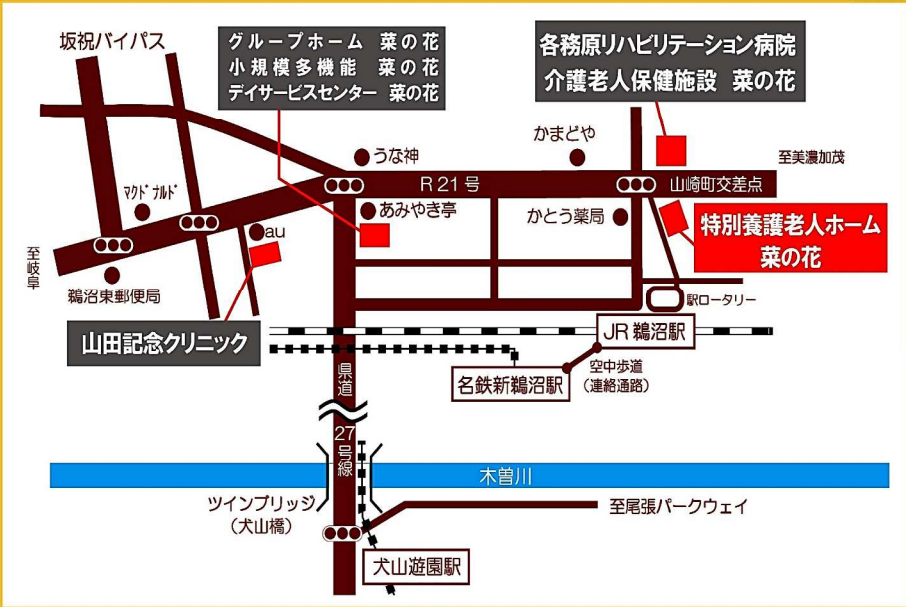 坂祝バイパス
グループホーム 菜の花
小規模多機能 菜の花
デイサービスセンター 菜の花
各務原リハビリテーション病院
介護老人保健施設 菜の花
うな神
かまどや
至美濃加茂
R 21 号
山崎町交差点
マクドナルド
あみやき亭
かとう薬局
特別養護老人ホーム
菜の花
au
至岐阜
鵜沼東郵便局
駅ロータリー
山田記念クリニック
JR 鵜沼駅
県道
名鉄新鵜沼駅
空中歩道
(連絡通路)
27号線
木曽川
ツインブリッジ
(犬山橋)
至尾張パークウェイ
犬山遊園駅